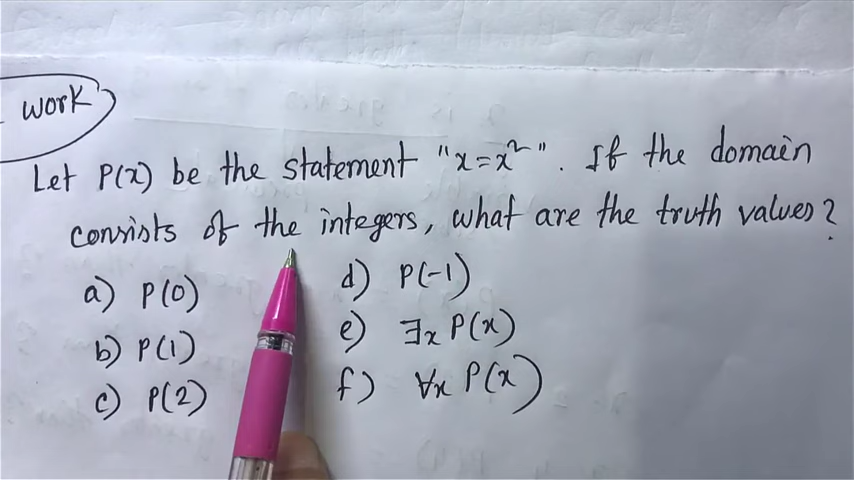 work
Let P(x) be the statement "x=x²". If the domain
consists of the integers, what are the truth values?
a) P(0)
b) P(1)
c) P(2)
d) P(-1)
e) ∃x P(x)
f) ∀x P(x)